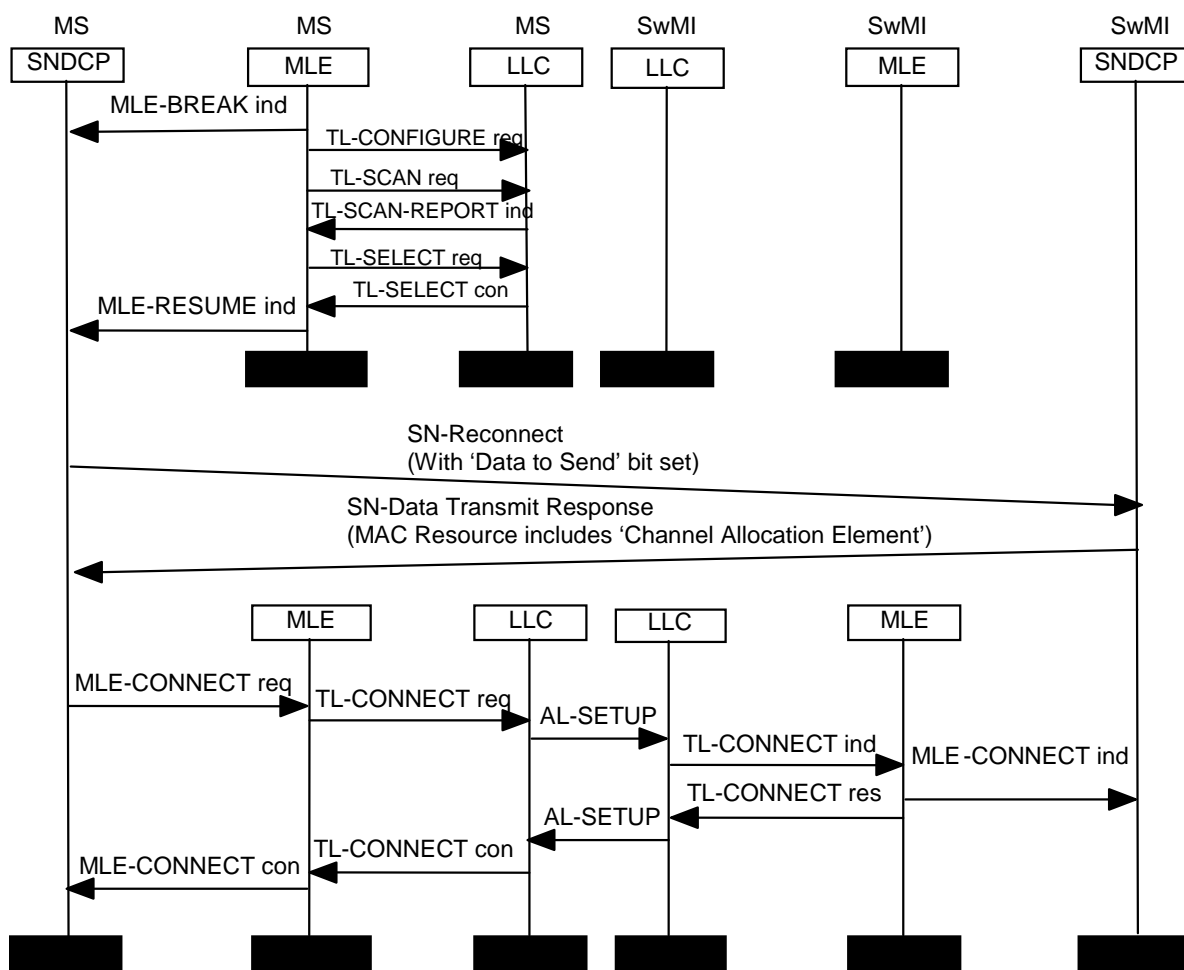 MS MS MS SwMI SwMI SwMI
SNDCP MLE LLC LLC MLE SNDCP
MLE-BREAK ind
TL-CONFIGURE req
TL-SCAN req
TL-SCAN-REPORT ind
TL-SELECT req
TL-SELECT con
MLE-RESUME ind
SN-Reconnect
(With ‘Data to Send’ bit set)
SN-Data Transmit Response
(MAC Resource includes ‘Channel Allocation Element’)
MLE LLC LLC MLE
MLE-CONNECT req
TL-CONNECT req
AL-SETUP
TL-CONNECT ind
MLE-CONNECT ind
TL-CONNECT res
AL-SETUP
TL-CONNECT con
MLE-CONNECT con